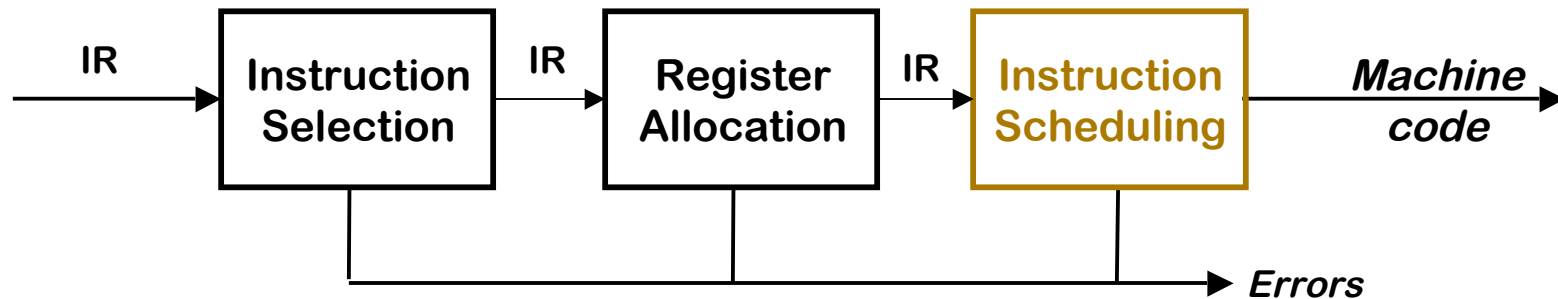 IR
Instruction
Selection
IR
Register
Allocation
IR
Instruction
Scheduling
Machine
code
Errors